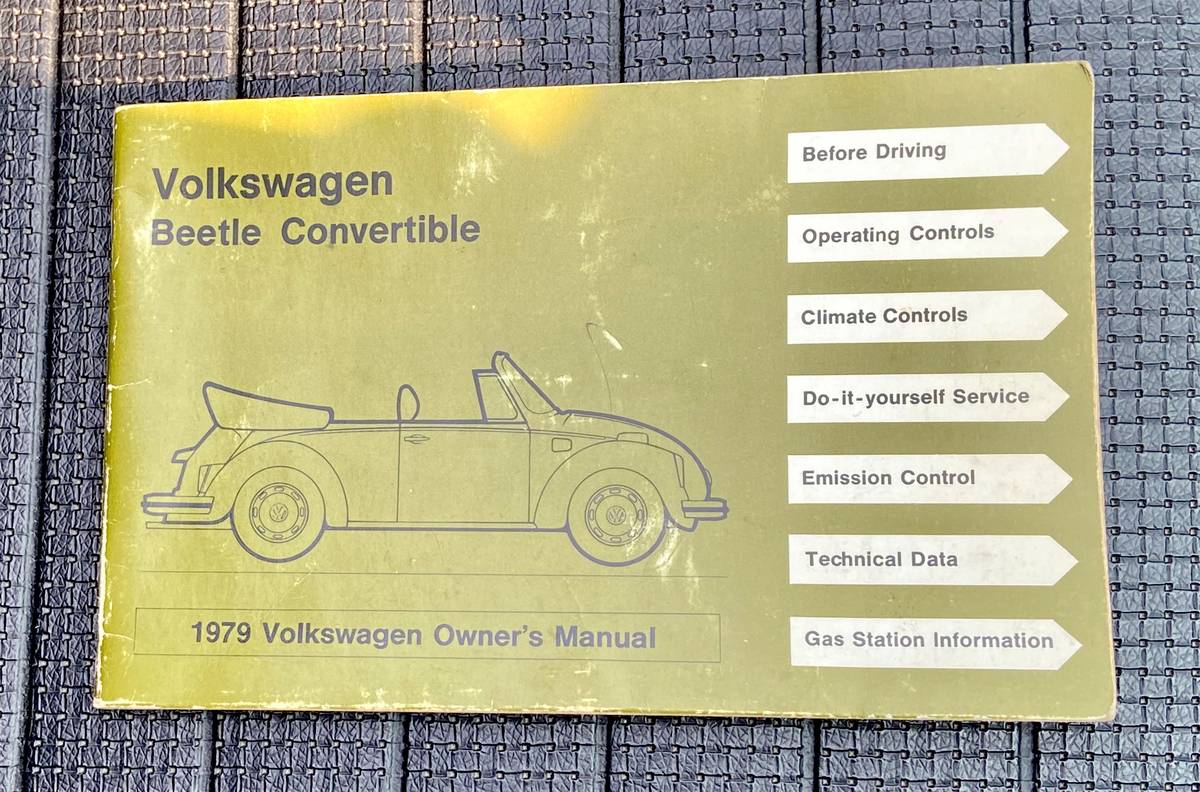 Volkswagen
Beetle Convertible
1979 Volkswagen Owner's Manual
Before Driving
Operating Controls
Climate Controls
Do-it-yourself Service
Emission Control
Technical Data
Gas Station Information